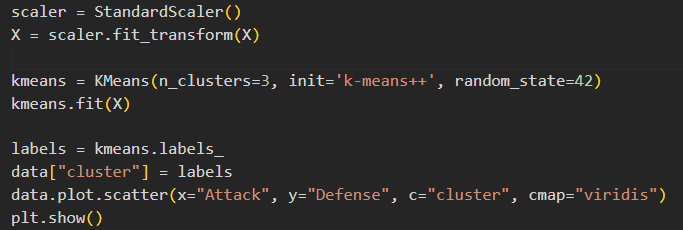 scaler = StandardScaler()
X = scaler.fit_transform(X)
kmeans = KMeans(n_clusters=3, init='k-means++', random_state=42)
kmeans.fit(X)
labels = kmeans.labels_
data["cluster"] = labels
data.plot.scatter(x="Attack", y="Defense", c="cluster", cmap="viridis")
plt.show()